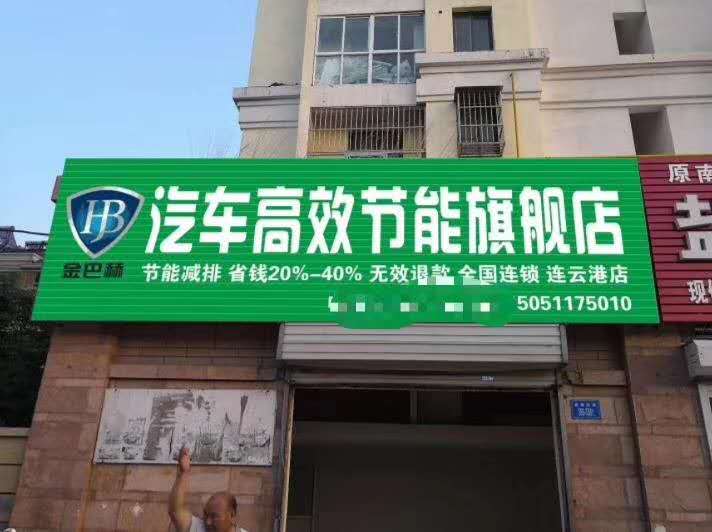 HJB
金巴赫
汽车高效节能旗舰店
节能减排 省钱20%-40% 无效退款 全国连锁 连云港店
5051175010
原南
现